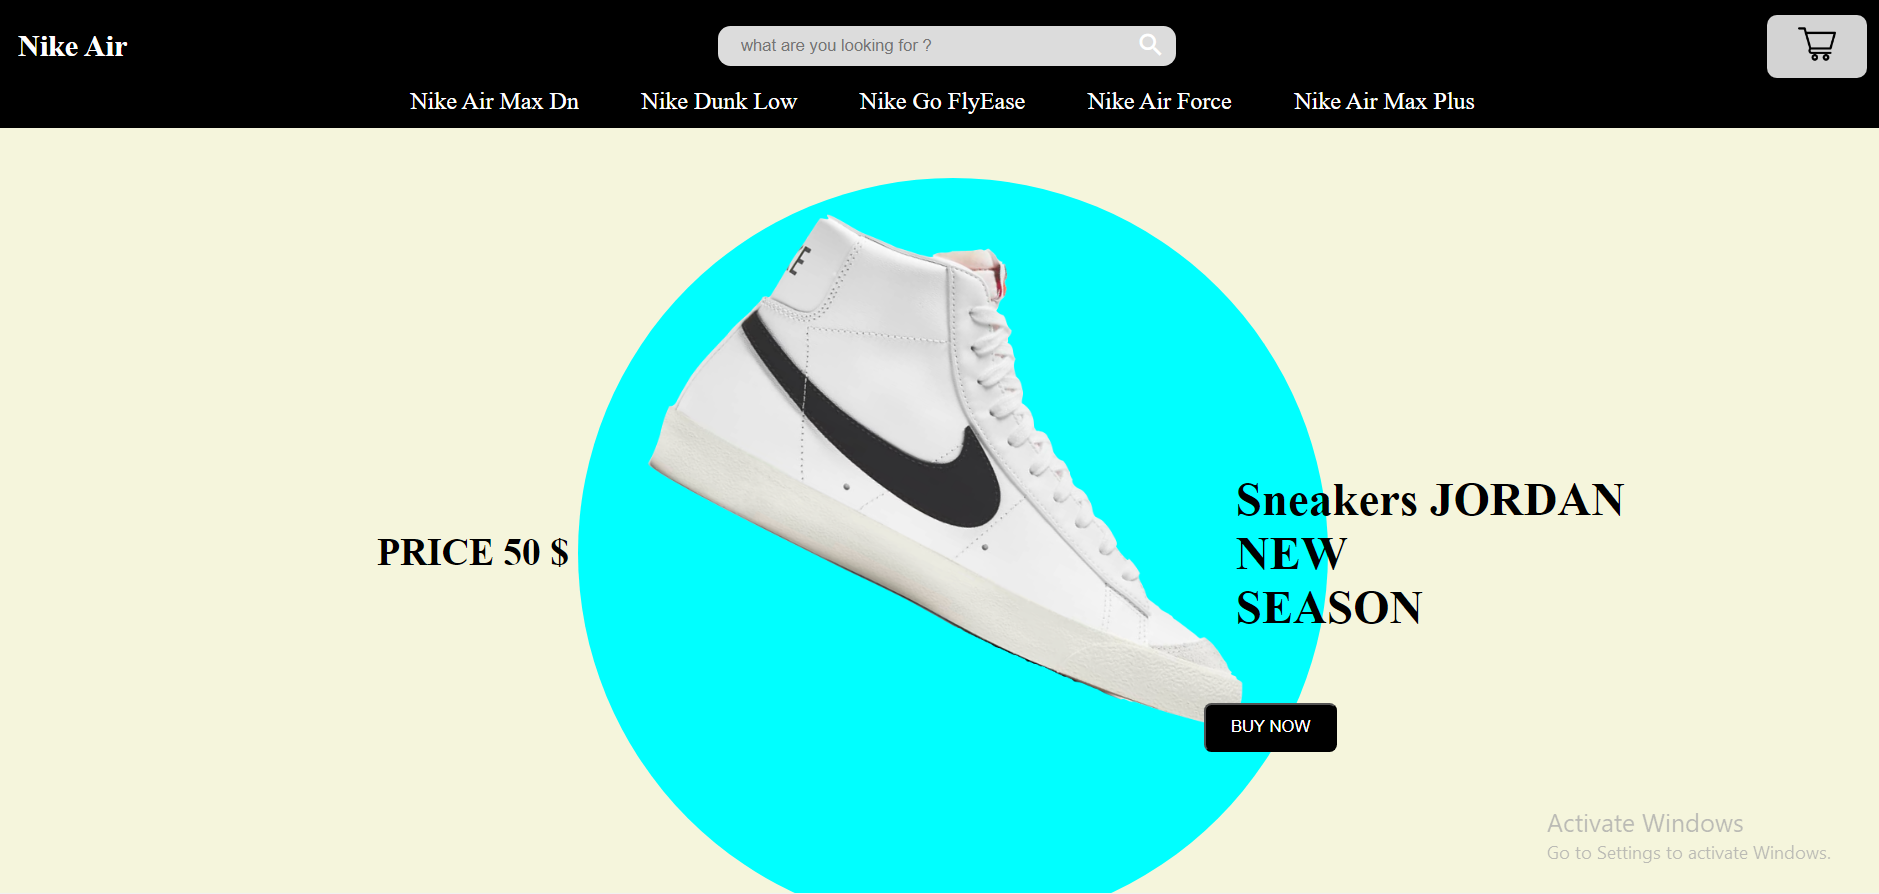 Nike Air
what are you looking for ?
Nike Air Max Dn
Nike Dunk Low
Nike Go FlyEase
Nike Air Force
Nike Air Max Plus
PRICE 50 $
Sneakers JORDAN
NEW
SEASON
BUY NOW
Activate Windows
Go to Settings to activate Windows.